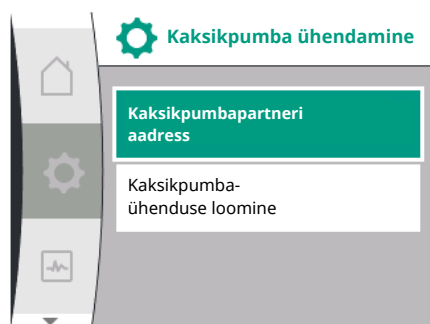 Kaksikpumba ühendamine
Kaksikpumbapartneri
aadress
Kaksikpumba-
ühenduse loomine